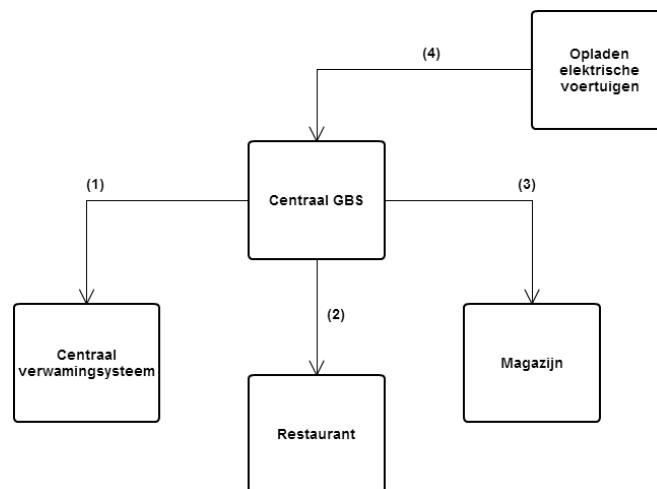 (4)
Opladen
elektrische
voertuigen
(1)
Centraal GBS
(3)
(2)
Centraal
verwamingsysteem
Magazijn
Restaurant